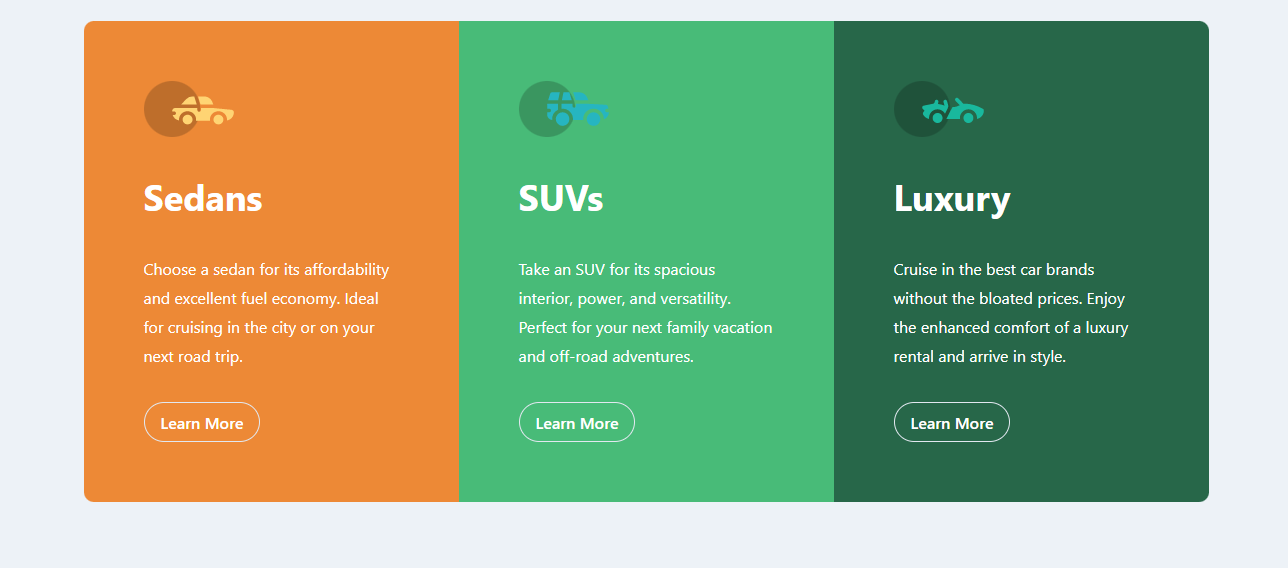 Sedans
Choose a sedan for its affordability
and excellent fuel economy. Ideal
for cruising in the city or on your
next road trip.
Learn More
SUVs
Take an SUV for its spacious
interior, power, and versatility.
Perfect for your next family vacation
and off-road adventures.
Learn More
Luxury
Cruise in the best car brands
without the bloated prices. Enjoy
the enhanced comfort of a luxury
rental and arrive in style.
Learn More